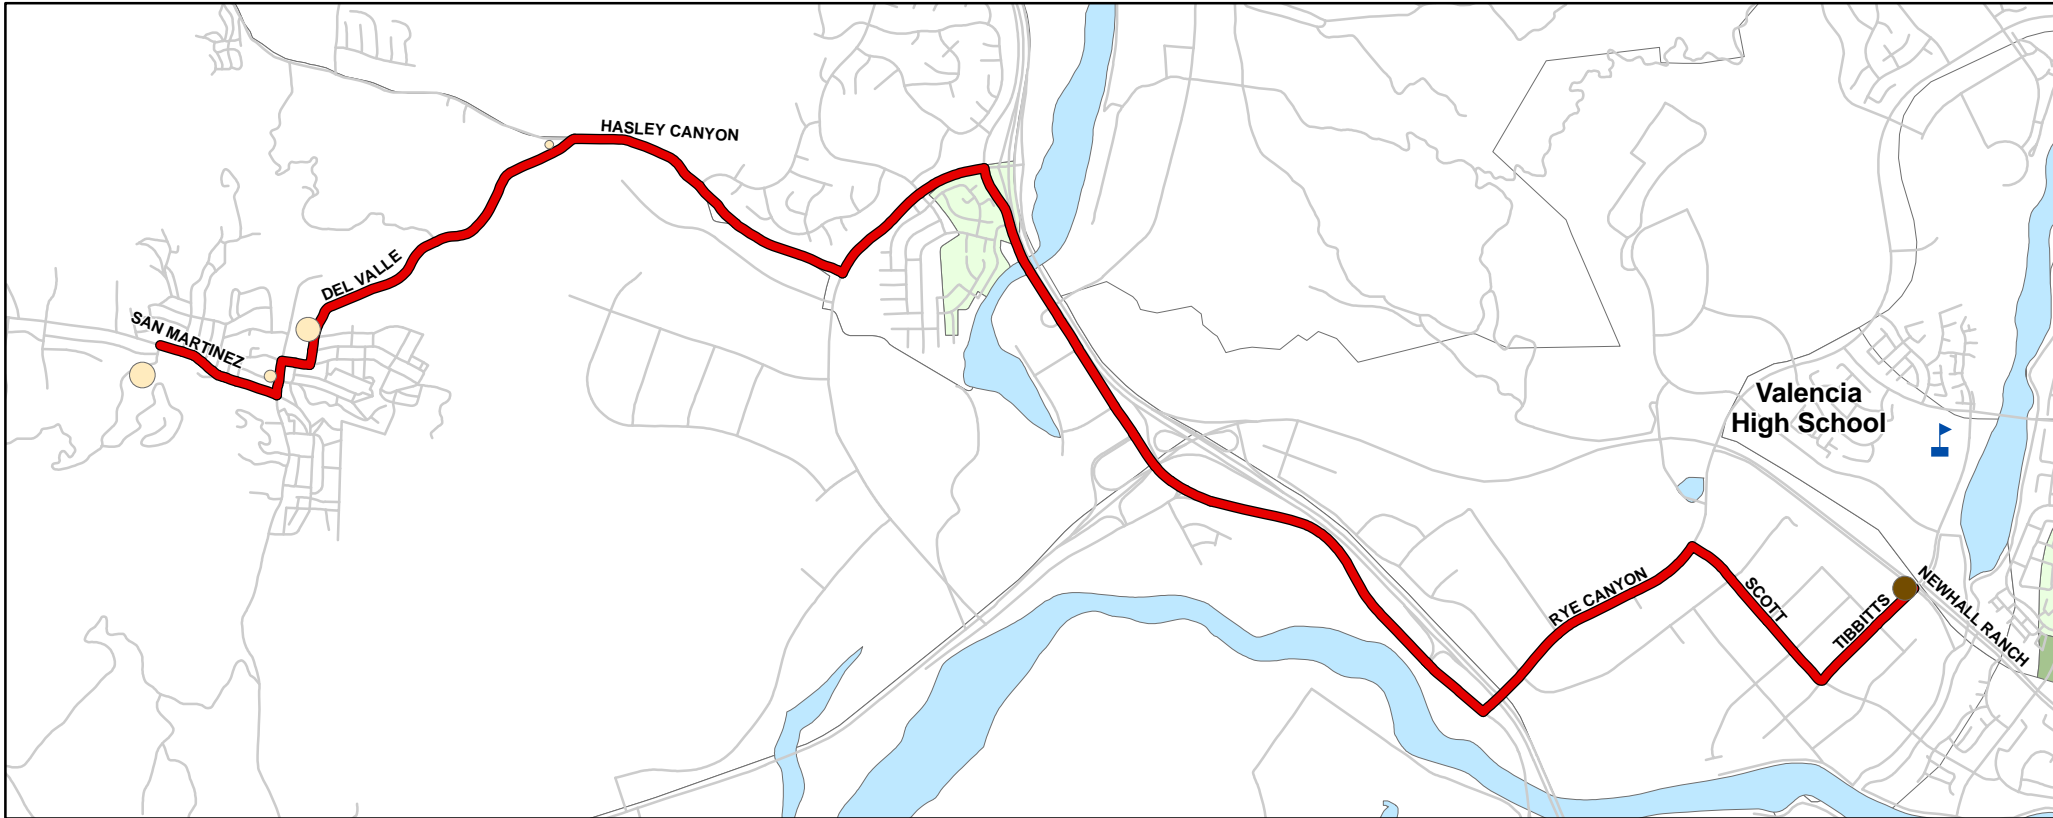 HASLEY CANYON
DEL VALLE
SAN MARTINEZ
Valencia
High School
RYE CANYON
SCOTT
TIBBITTS
NEWHALL RANCH